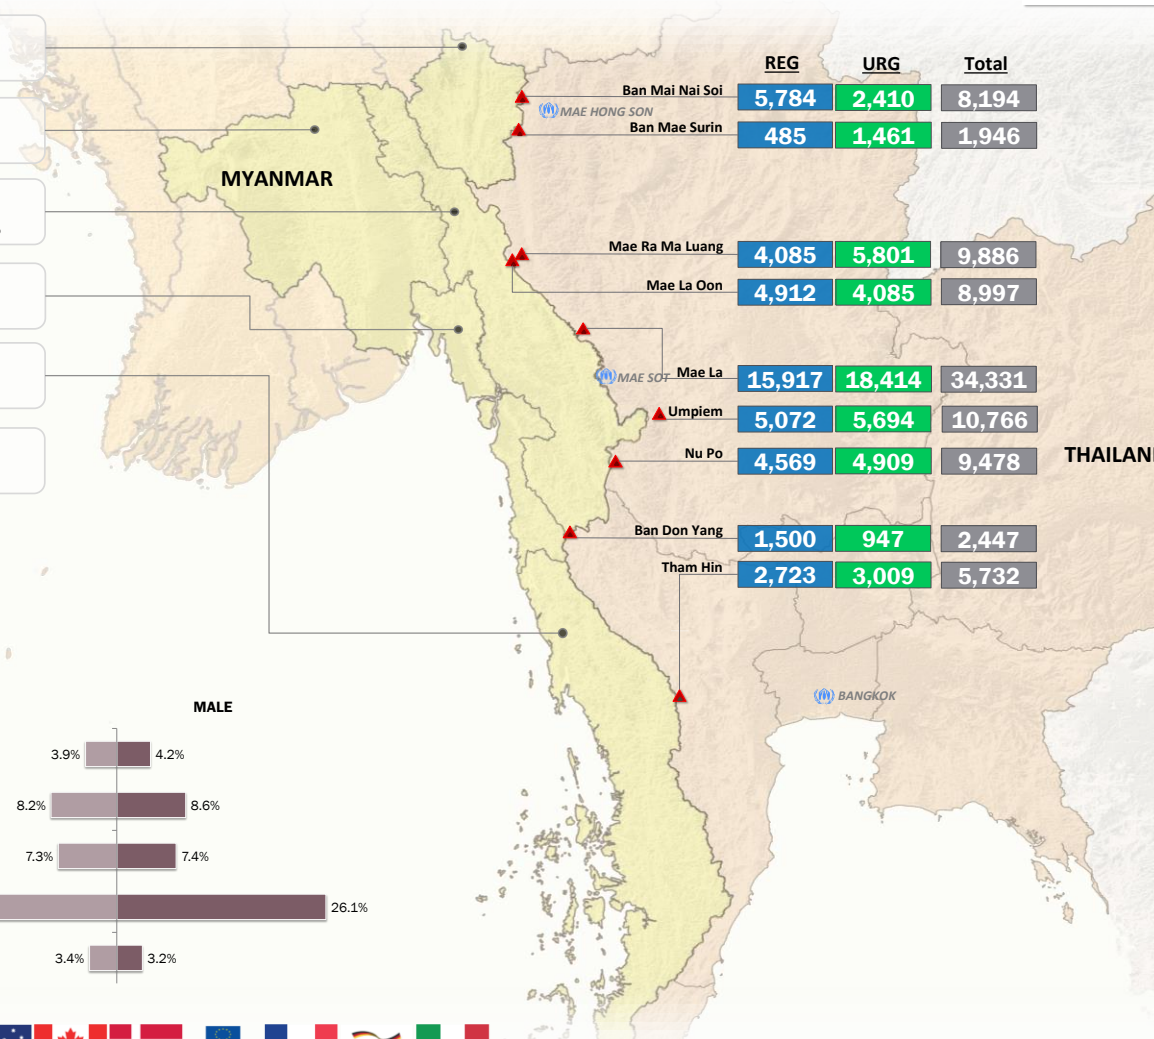 REG URG Total
Ban Mai Nai Soi 5,784 2,410 8,194
MAE HONG SON
Ban Mae Surin 485 1,461 1,946
MYANMAR
Mae Ra Ma Luang 4,085 5,801 9,886
Mae La Oon 4,912 4,085 8,997
Mae La 15,917 18,414 34,331
MAE SOT
Umpiem 5,072 5,694 10,766
Nu Po 4,569 4,909 9,478
THAILAN
Ban Don Yang 1,500 947 2,447
Tham Hin 2,723 3,009 5,732
BANGKOK
MALE
3.9% 4.2%
8.2% 8.6%
7.3% 7.4%
26.1%
3.4% 3.2%